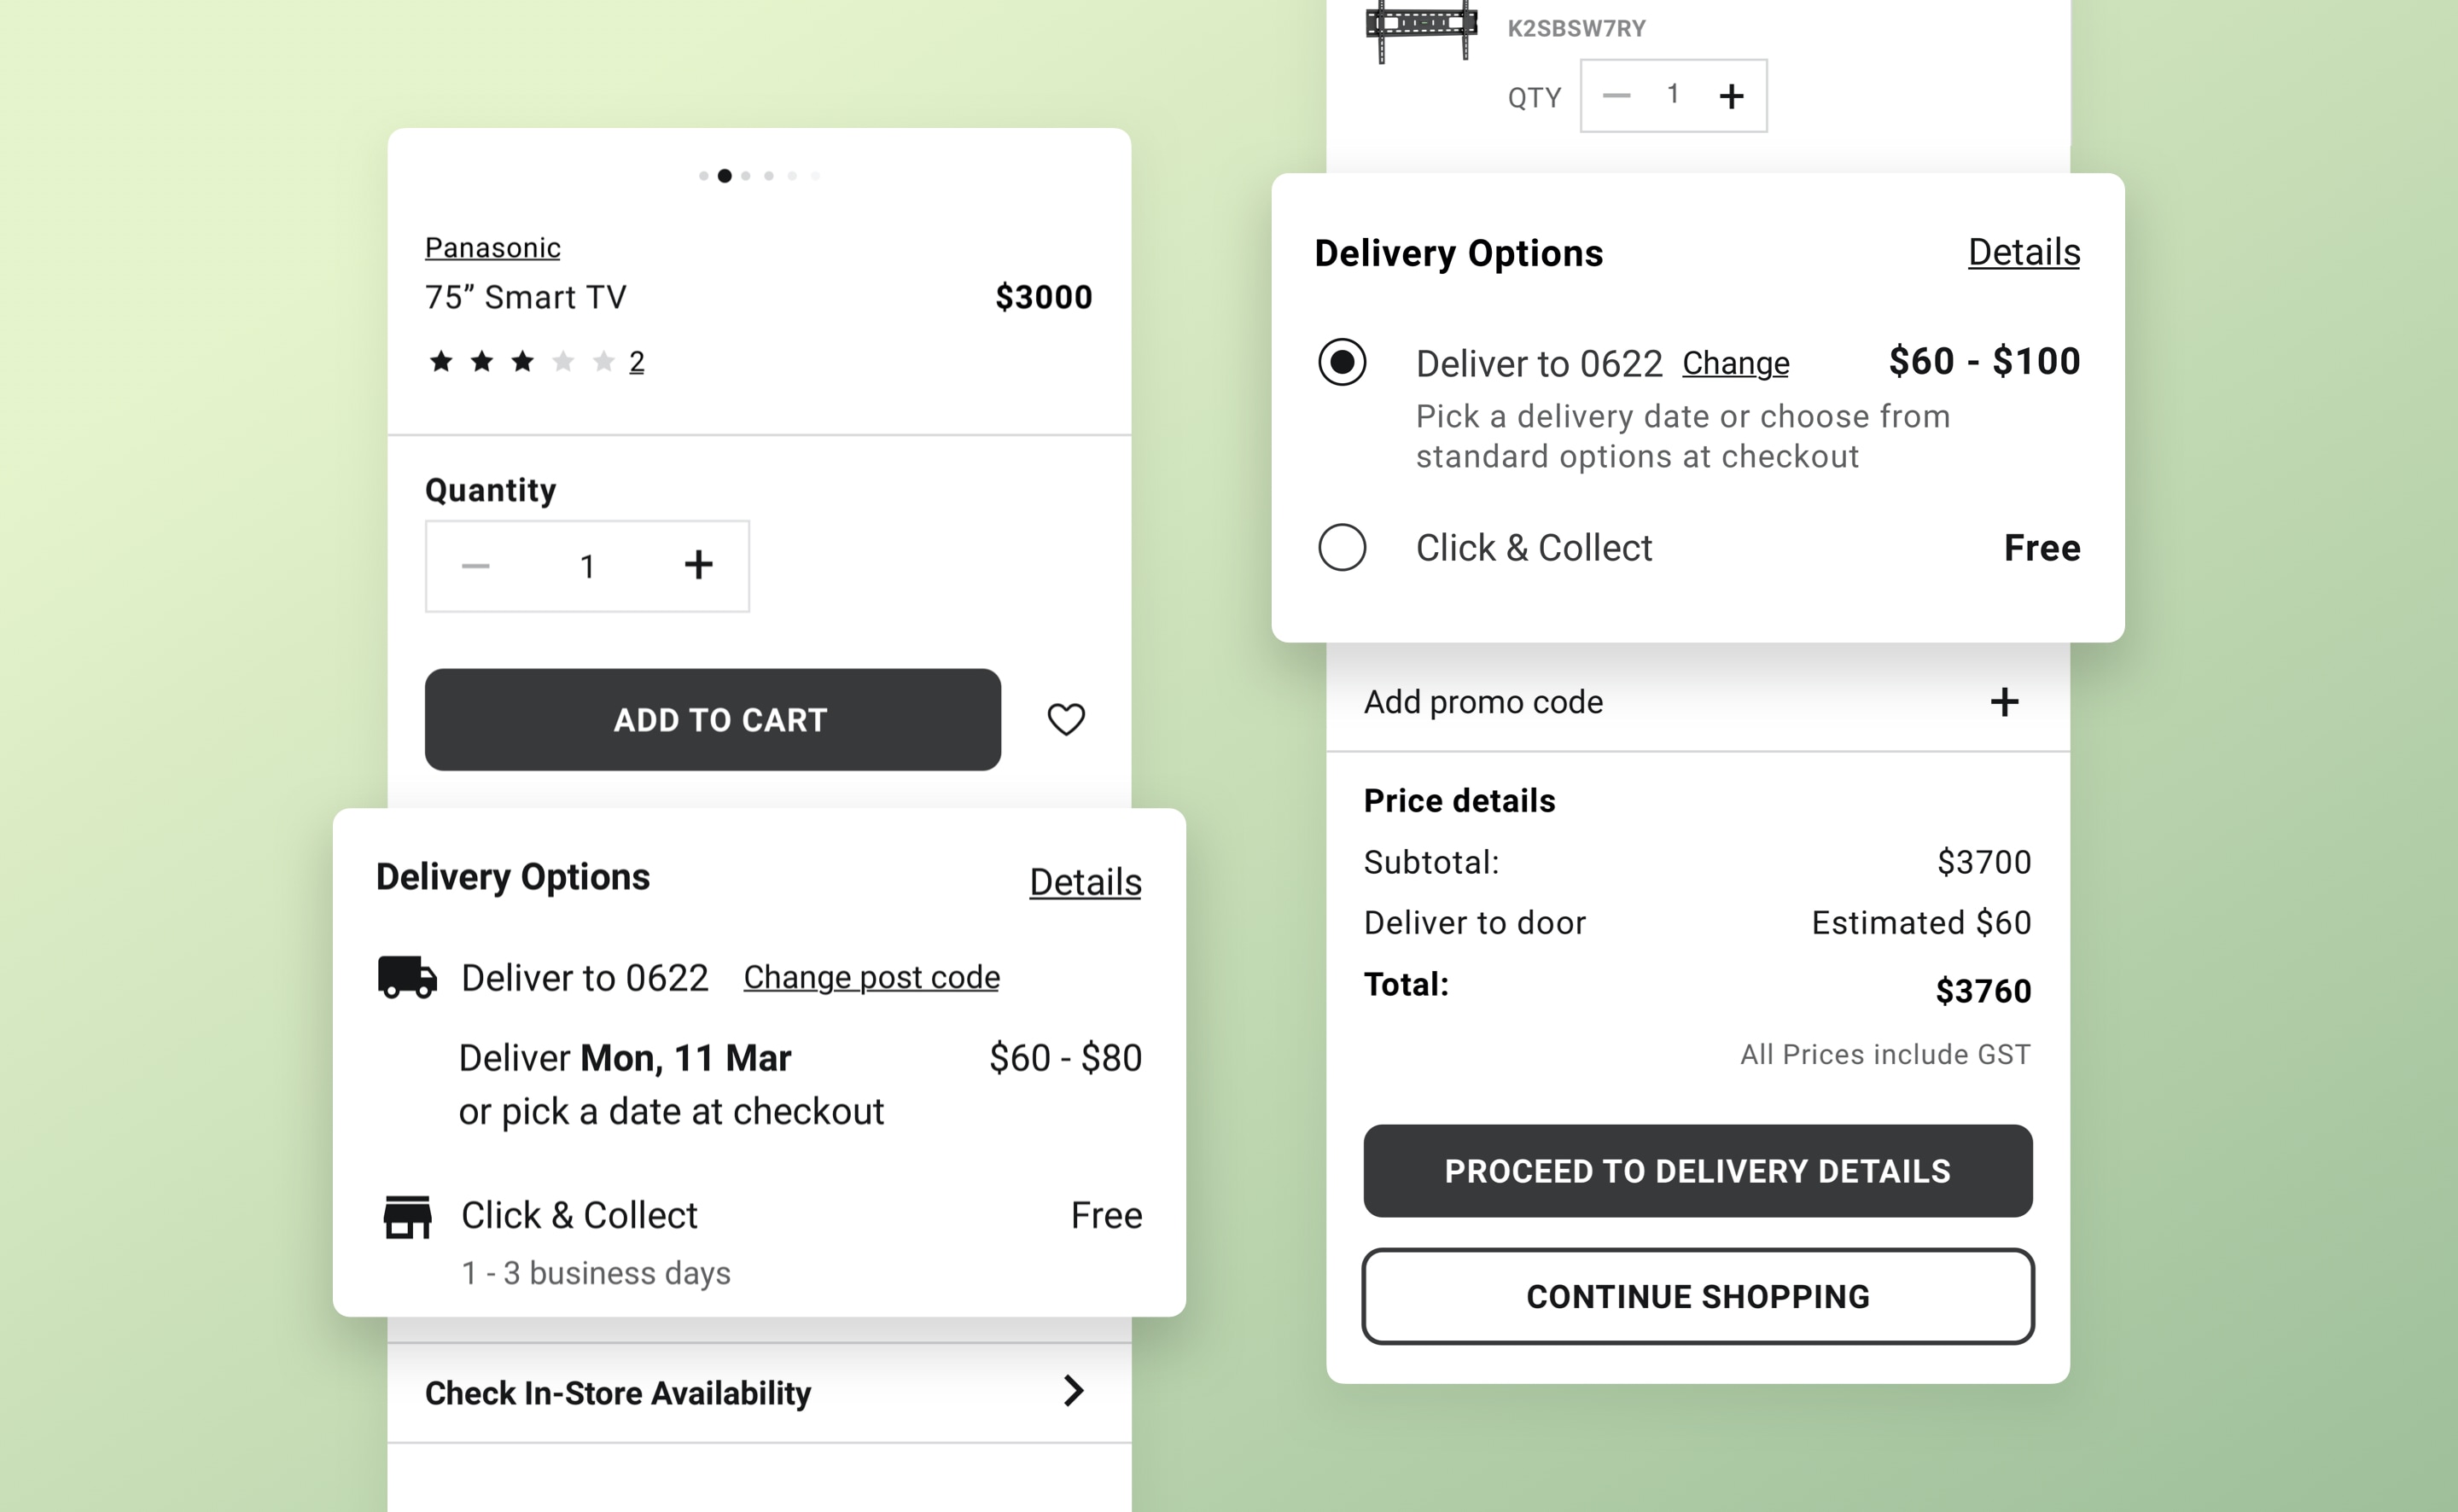 Panasonic
75” Smart TV $3000
2
Quantity
1
ADD TO CART
Delivery Options Details
Deliver to 0622 Change post code
Deliver Mon, 11 Mar $60 - $80
or pick a date at checkout
Click & Collect Free
1 - 3 business days
Check In-Store Availability
K2SBSW7RY
QTY 1
Delivery Options Details
Deliver to 0622 Change $60 - $100
Pick a delivery date or choose from
standard options at checkout
Click & Collect Free
Add promo code
Price details
Subtotal: $3700
Deliver to door Estimated $60
Total: $3760
All Prices include GST
PROCEED TO DELIVERY DETAILS
CONTINUE SHOPPING